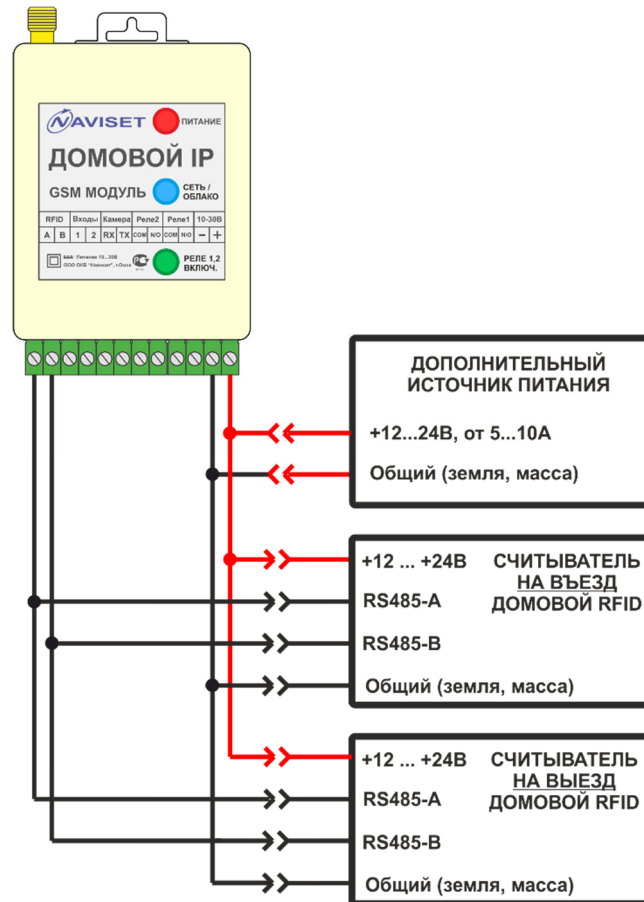 NAVISET
ПИТАНИЕ
ДОМОВОЙ IP
GSM МОДУЛЬ
СЕТЬ /
ОБЛАКО
RFID Входы Камера Реле2 Реле1 10-30В
A B 1 2 RX TX COM N/O COM N/O − +
Питание 10...30В
РЕЛЕ 1,2
ВКЛЮЧ.
ДОПОЛНИТЕЛЬНЫЙ
ИСТОЧНИК ПИТАНИЯ
+12...24В, от 5...10А
Общий (земля, масса)
+12 ... +24В СЧИТЫВАТЕЛЬ
НА ВЪЕЗД
RS485-A ДОМОВОЙ RFID
RS485-B
Общий (земля, масса)
+12 ... +24В СЧИТЫВАТЕЛЬ
НА ВЫЕЗД
RS485-A ДОМОВОЙ RFID
RS485-B
Общий (земля, масса)